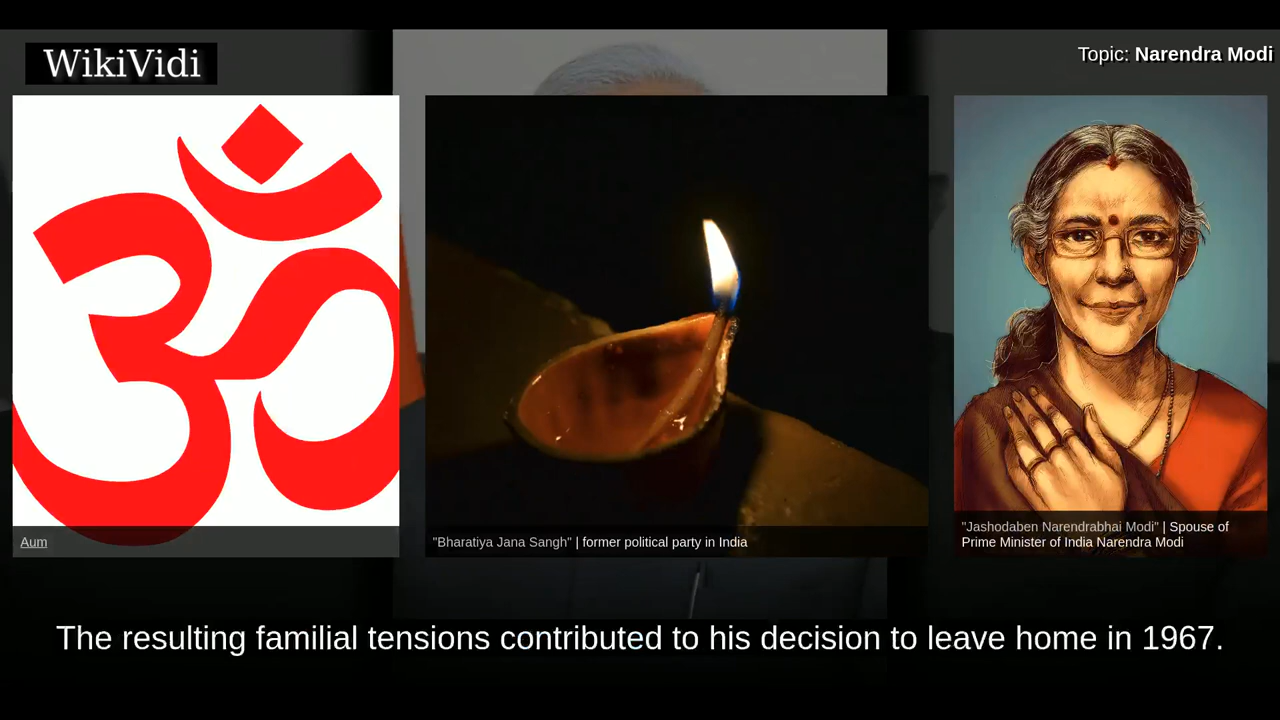 WikiVidi
Topic: Narendra Modi
Aum
"Bharatiya Jana Sangh" | former political party in India
"Jashodaben Narendrabhai Modi" | Spouse of
Prime Minister of India Narendra Modi
The resulting familial tensions contributed to his decision to leave home in 1967.